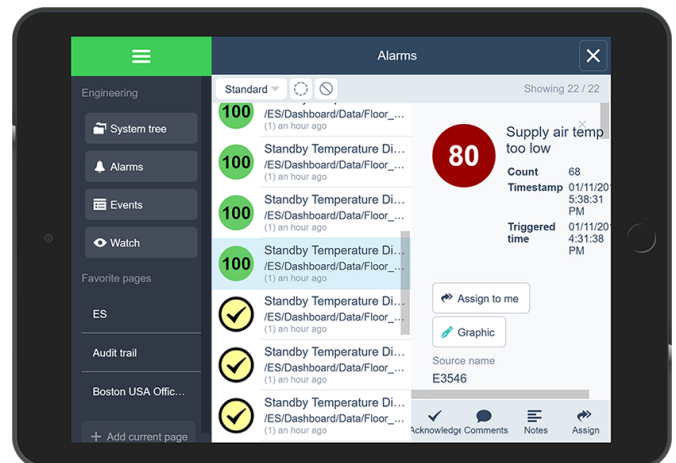 Alarms
Engineering
System tree
Alarms
Events
Watch
Favorite pages
ES
Audit trail
Boston USA Offic...
+ Add current page
Standard
Showing 22 / 22
100
/ES/Dashboard/Data/Floor_...
(1) an hour ago
100
Standby Temperature Di...
/ES/Dashboard/Data/Floor_...
(1) an hour ago
100
Standby Temperature Di...
/ES/Dashboard/Data/Floor_...
(1) an hour ago
100
Standby Temperature Di...
/ES/Dashboard/Data/Floor_...
(1) an hour ago
Standby Temperature Di...
/ES/Dashboard/Data/Floor_...
(1) an hour ago
Standby Temperature Di...
/ES/Dashboard/Data/Floor_...
(1) an hour ago
Standby Temperature Di...
/ES/Dashboard/Data/Floor_...
(1) an hour ago
80
Supply air temp
too low
Count 68
Timestamp 01/11/20
5:38:31
PM
Triggered 01/11/20
time 4:31:38
PM
Assign to me
Graphic
Source name
E3546
Acknowledge Comments Notes Assign